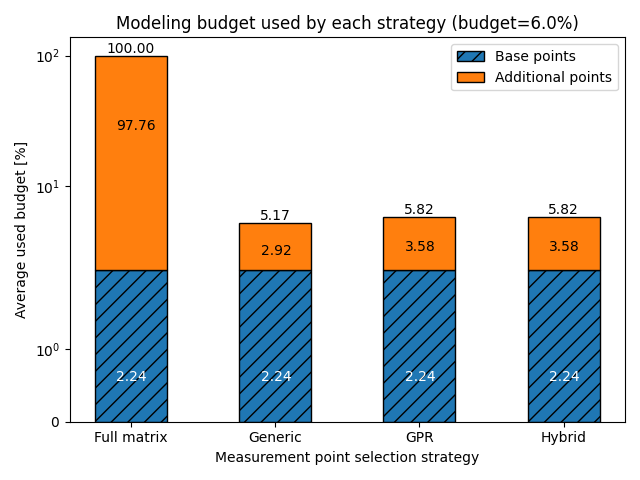 Modeling budget used by each strategy (budget=6.0%)
Base points
Additional points
Average used budget [%]
10²
10¹
10⁰
0
100.00
97.76
2.24
5.17
2.92
2.24
5.82
3.58
2.24
5.82
3.58
2.24
Full matrix
Generic
GPR
Hybrid
Measurement point selection strategy